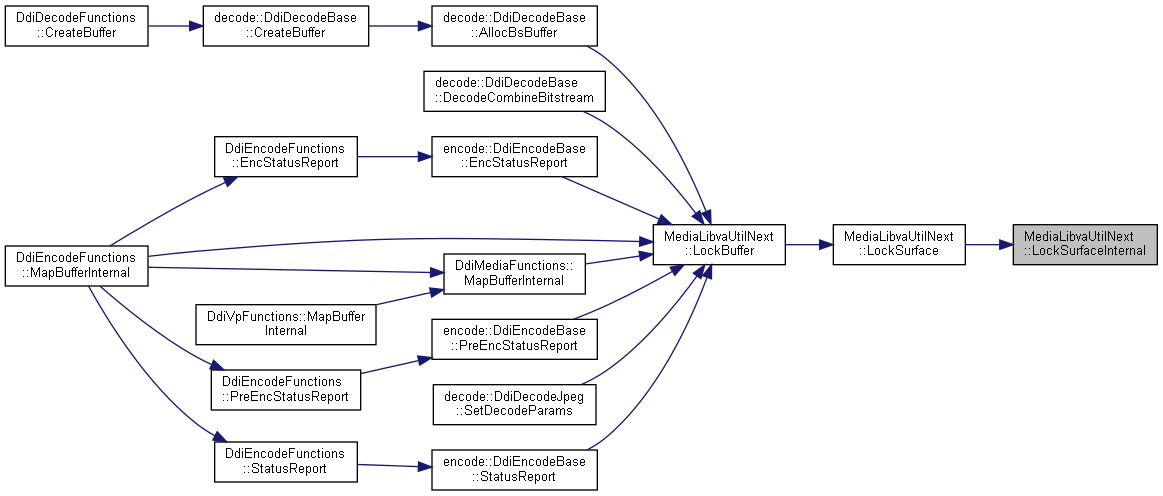 DdiDecodeFunctions
::CreateBuffer
decode::DdiDecodeBase
::CreateBuffer
decode::DdiDecodeBase
::AllocBsBuffer
decode::DdiDecodeBase
::DecodeCombineBitstream
DdiEncodeFunctions
::EncStatusReport
encode::DdiEncodeBase
::EncStatusReport
DdiEncodeFunctions
::MapBufferInternal
DdiMediaFunctions::
MapBufferInternal
MediaLibvaUtilNext
::LockBuffer
MediaLibvaUtilNext
::LockSurface
MediaLibvaUtilNext
::LockSurfaceInternal
DdiVpFunctions::MapBuffer
Internal
encode::DdiEncodeBase
::PreEncStatusReport
DdiEncodeFunctions
::PreEncStatusReport
decode::DdiDecodeJpeg
::SetDecodeParams
DdiEncodeFunctions
::StatusReport
encode::DdiEncodeBase
::StatusReport